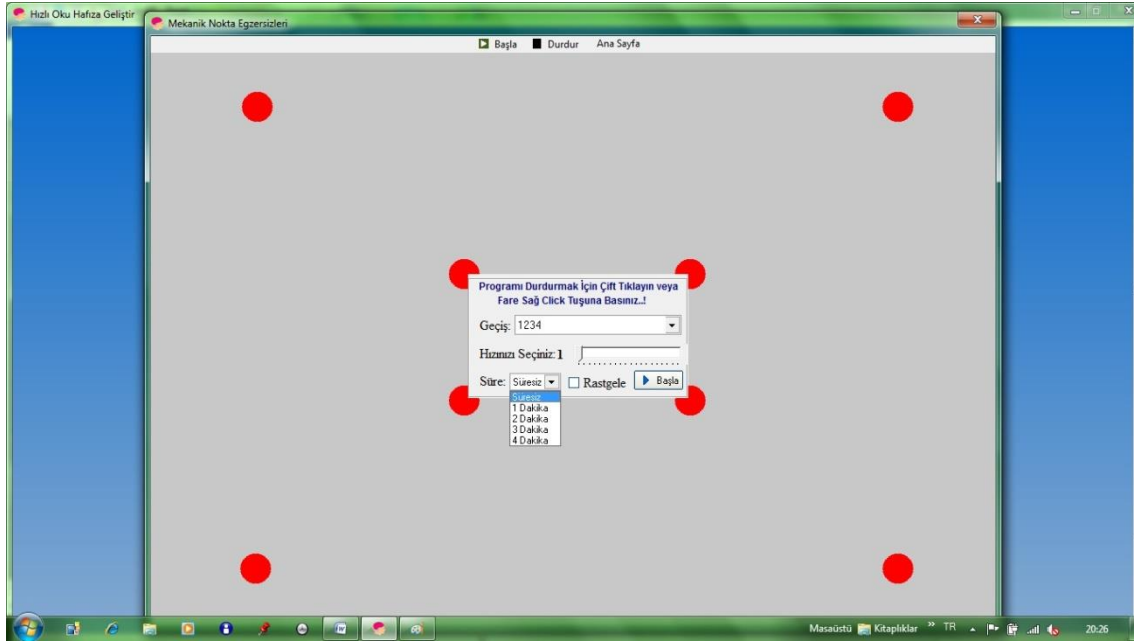 Hızlı Oku Hafıza Geliştir
Mekanik Nokta Egzersizleri
Başla Durdur Ana Sayfa
Programı Durdurmak İçin Çift Tıklayın veya
Fare Sağ Click Tuşuna Basınız..!
Geçiş: 1234
Hızınızı Seçiniz: 1
Süre: Süresiz Rastgele Başla
Süresiz
1 Dakika
2 Dakika
3 Dakika
4 Dakika
Masaüstü Kitaplıklar » TR 20:26